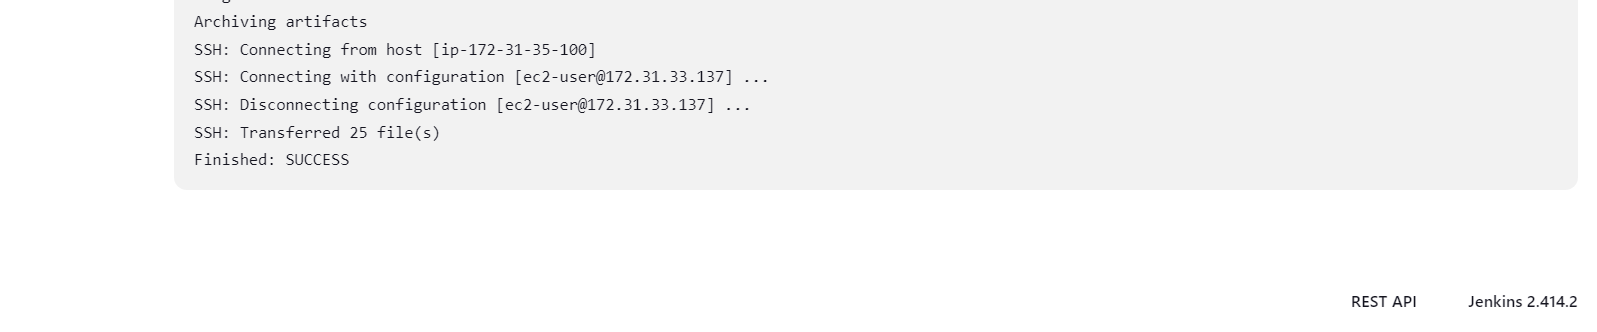 Archiving artifacts
SSH: Connecting from host [ip-172-31-35-100]
SSH: Connecting with configuration [ec2-user@172.31.33.137] ...
SSH: Disconnecting configuration [ec2-user@172.31.33.137] ...
SSH: Transferred 25 file(s)
Finished: SUCCESS
REST API
Jenkins 2.414.2